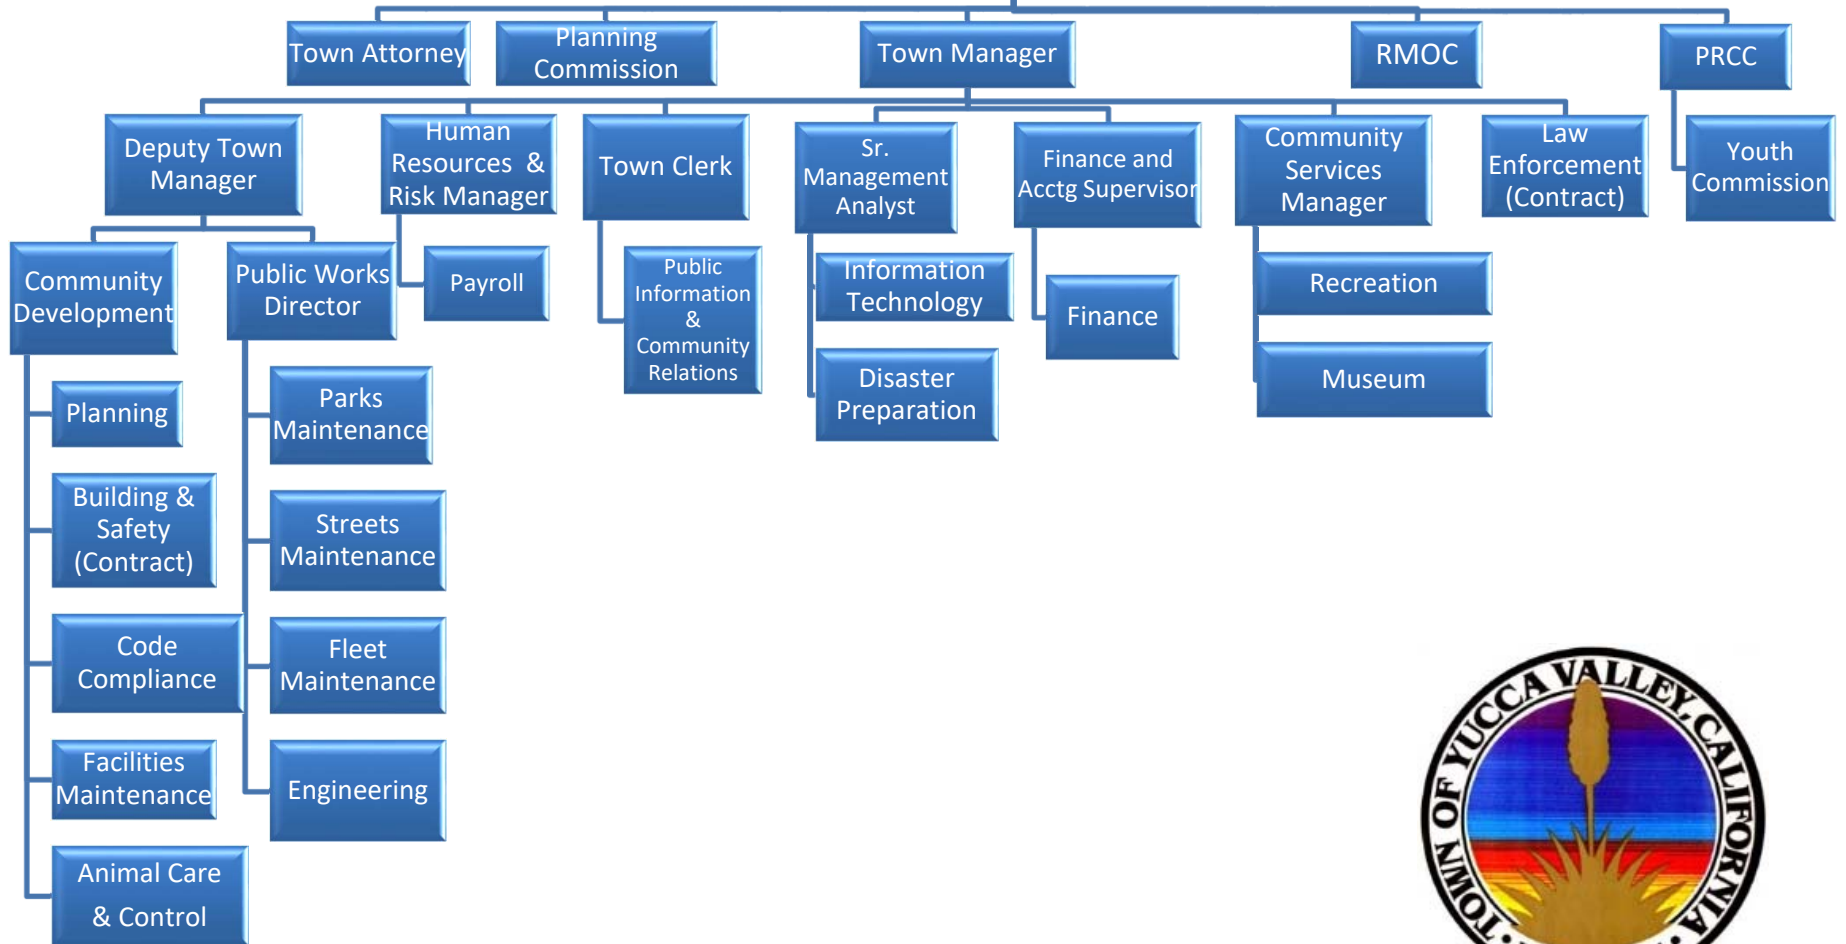 Town Attorney
Planning
Commission
Town Manager
RMOC
PRCC
Deputy Town
Manager
Human
Resources &
Risk Manager
Town Clerk
Sr.
Management
Analyst
Finance and
Acctg Supervisor
Community
Services
Manager
Law
Enforcement
(Contract)
Youth
Commission
Community
Development
Public Works
Director
Payroll
Public
Information
&
Community
Relations
Information
Technology
Disaster
Preparation
Finance
Recreation
Museum
Planning
Building &
Safety
(Contract)
Code
Compliance
Facilities
Maintenance
Animal Care
& Control
Parks
Maintenance
Streets
Maintenance
Fleet
Maintenance
Engineering
TOWN OF YUCCA VALLEY, CALIFORNIA